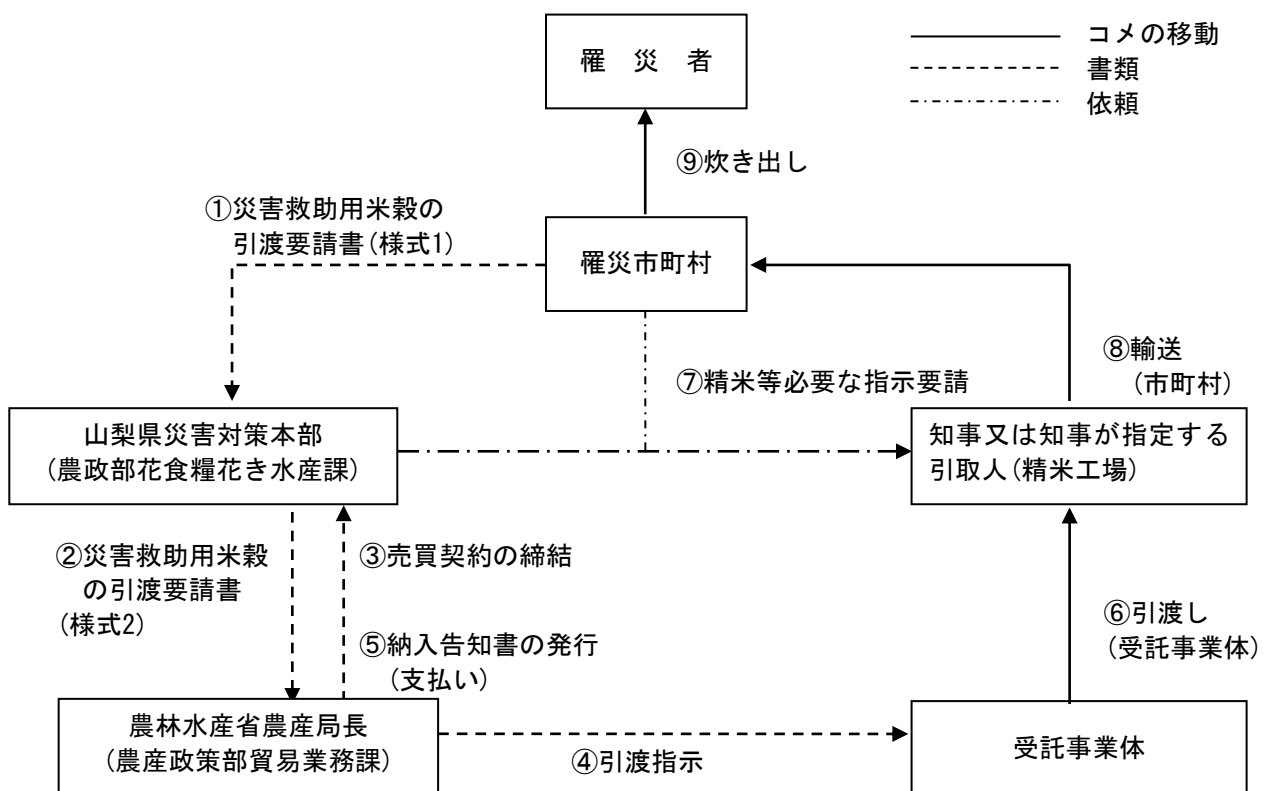 罹 災 者
コメの移動
書類
依頼
⑨炊き出し
①災害救助用米穀の
引渡要請書(様式1)
罹災市町村
⑧輸送
(市町村)
⑦精米等必要な指示要請
山梨県災害対策本部
(農政部花食糧花き水産課)
知事又は知事が指定する
引取人(精米工場)
②災害救助用米穀
の引渡要請書
(様式2)
③売買契約の締結
⑤納入告知書の発行
(支払い)
⑥引渡し
(受託事業体)
農林水産省農産局長
(農産政策部貿易業務課)
④引渡指示
受託事業体